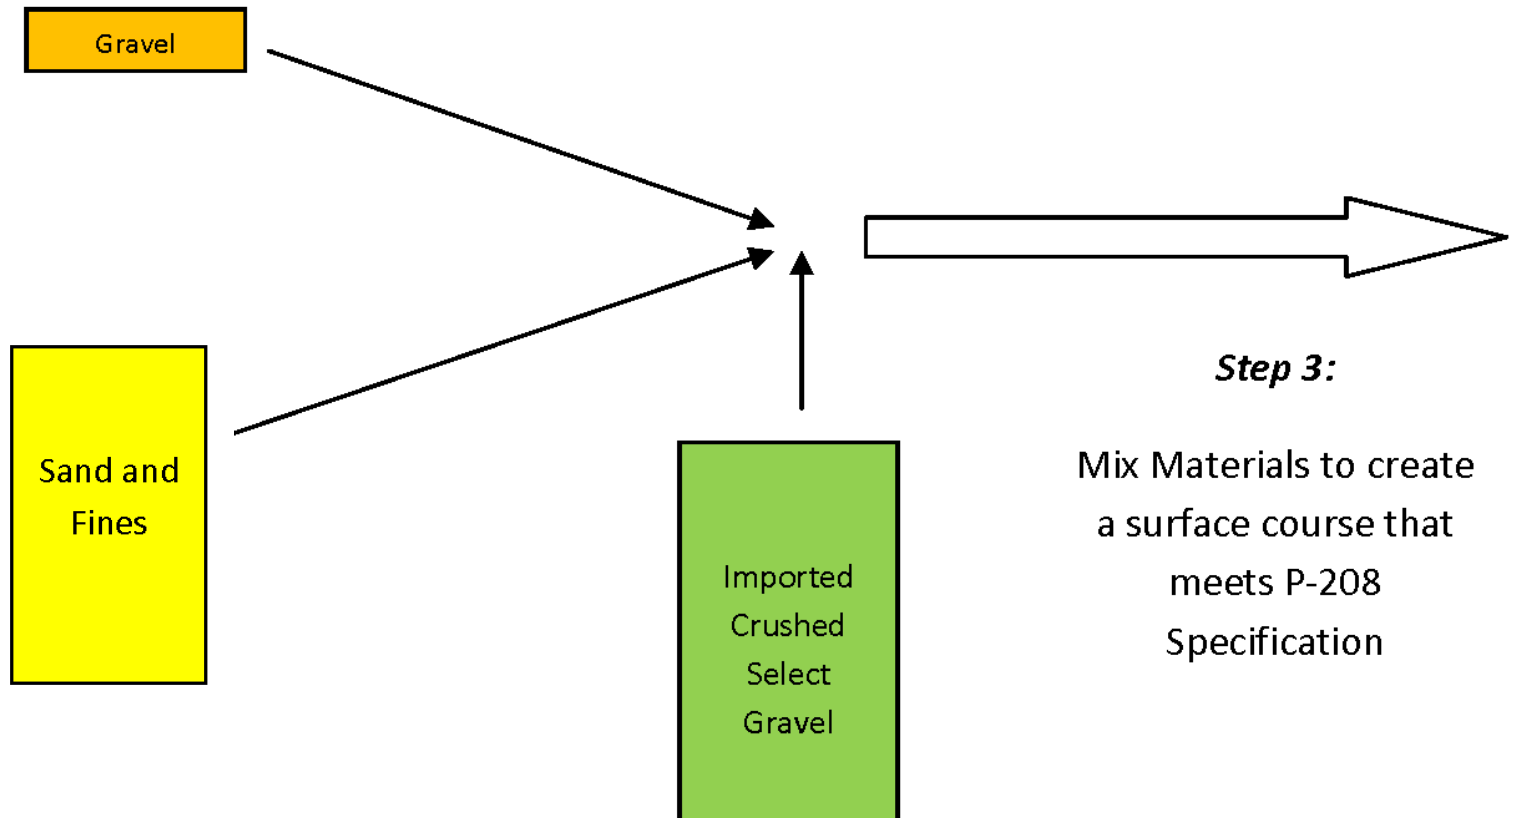 Gravel
Sand and
Fines
Imported
Crushed
Select
Gravel
Step 3:
Mix Materials to create
a surface course that
meets P-208
Specification